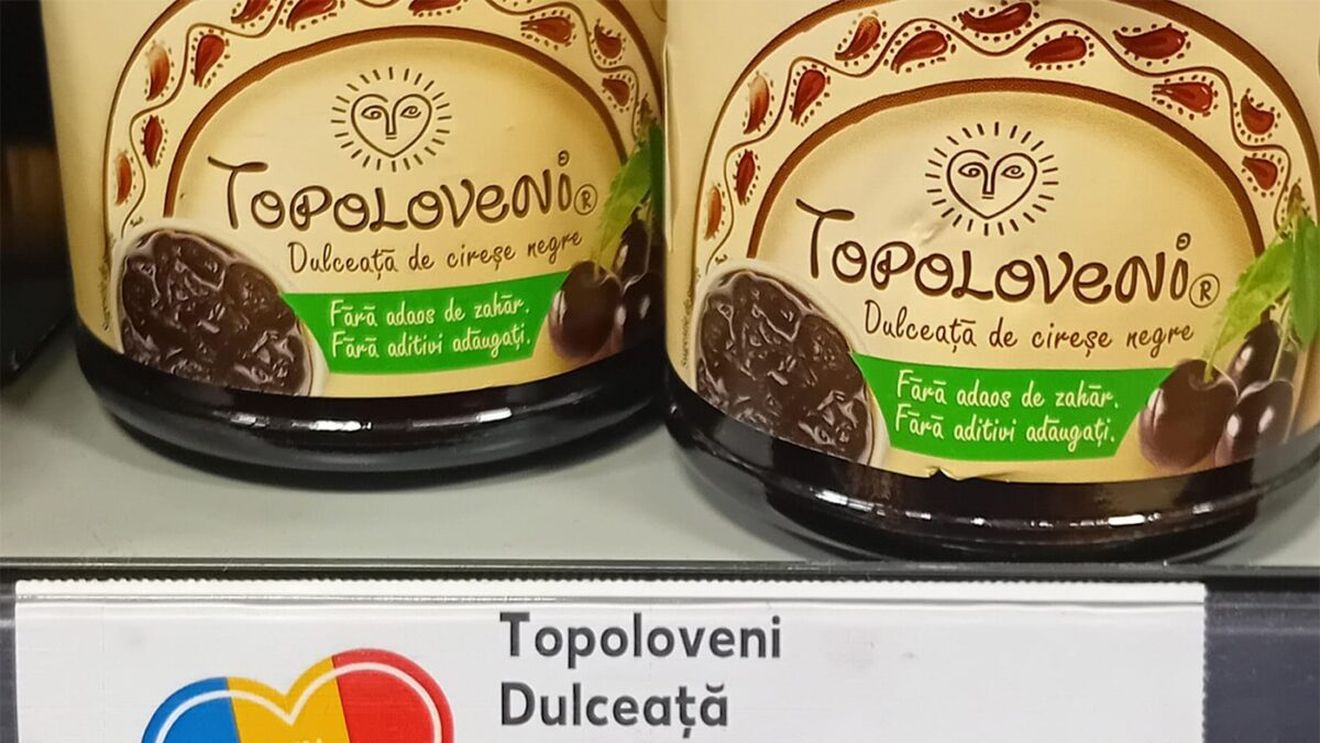 TOPOLOVENI®
Dulceață de cireșe negre
Fără adaos de zahăr.
Fără aditivi adăugați.
TOPOLOVENI®
Dulceață de cireșe negre
Fără adaos de zahăr.
Fără aditivi adăugați.
Topoloveni
Dulceață